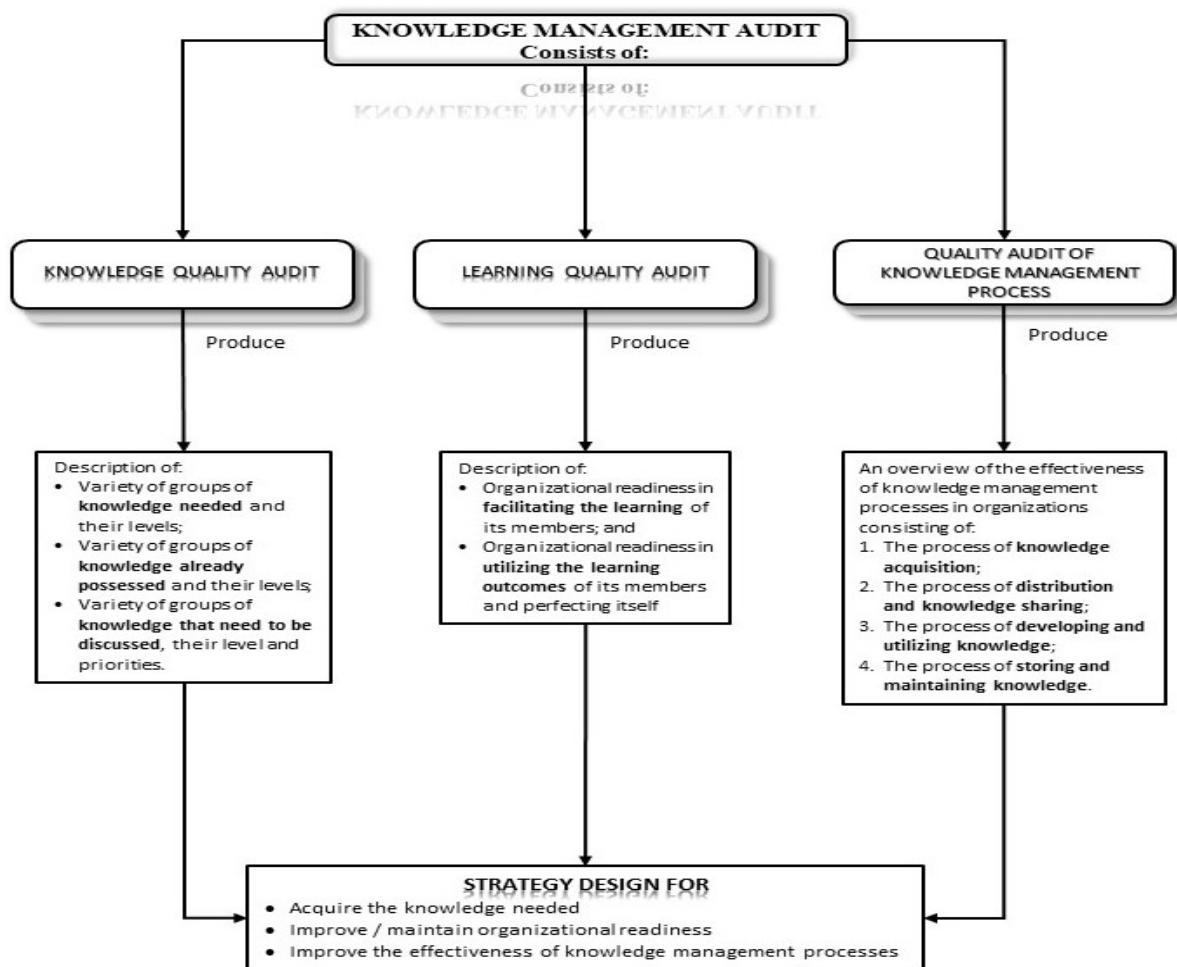 KNOWLEDGE MANAGEMENT AUDIT
Consists of:
KNOWLEDGE QUALITY AUDIT
LEARNING QUALITY AUDIT
QUALITY AUDIT OF
KNOWLEDGE MANAGEMENT
PROCESS
Produce
Produce
Produce
Description of:
• Variety of groups of
knowledge needed and
their levels;
• Variety of groups of
knowledge already
possessed and their levels;
• Variety of groups of
knowledge that need to be
discussed, their level and
priorities.
Description of:
• Organizational readiness in
facilitating the learning of
its members; and
• Organizational readiness in
utilizing the learning
outcomes of its members
and perfecting itself
An overview of the effectiveness
of knowledge management
processes in organizations
consisting of:
1. The process of knowledge
acquisition;
2. The process of distribution
and knowledge sharing;
3. The process of developing and
utilizing knowledge;
4. The process of storing and
maintaining knowledge.
STRATEGY DESIGN FOR
• Acquire the knowledge needed
• Improve / maintain organizational readiness
• Improve the effectiveness of knowledge management processes